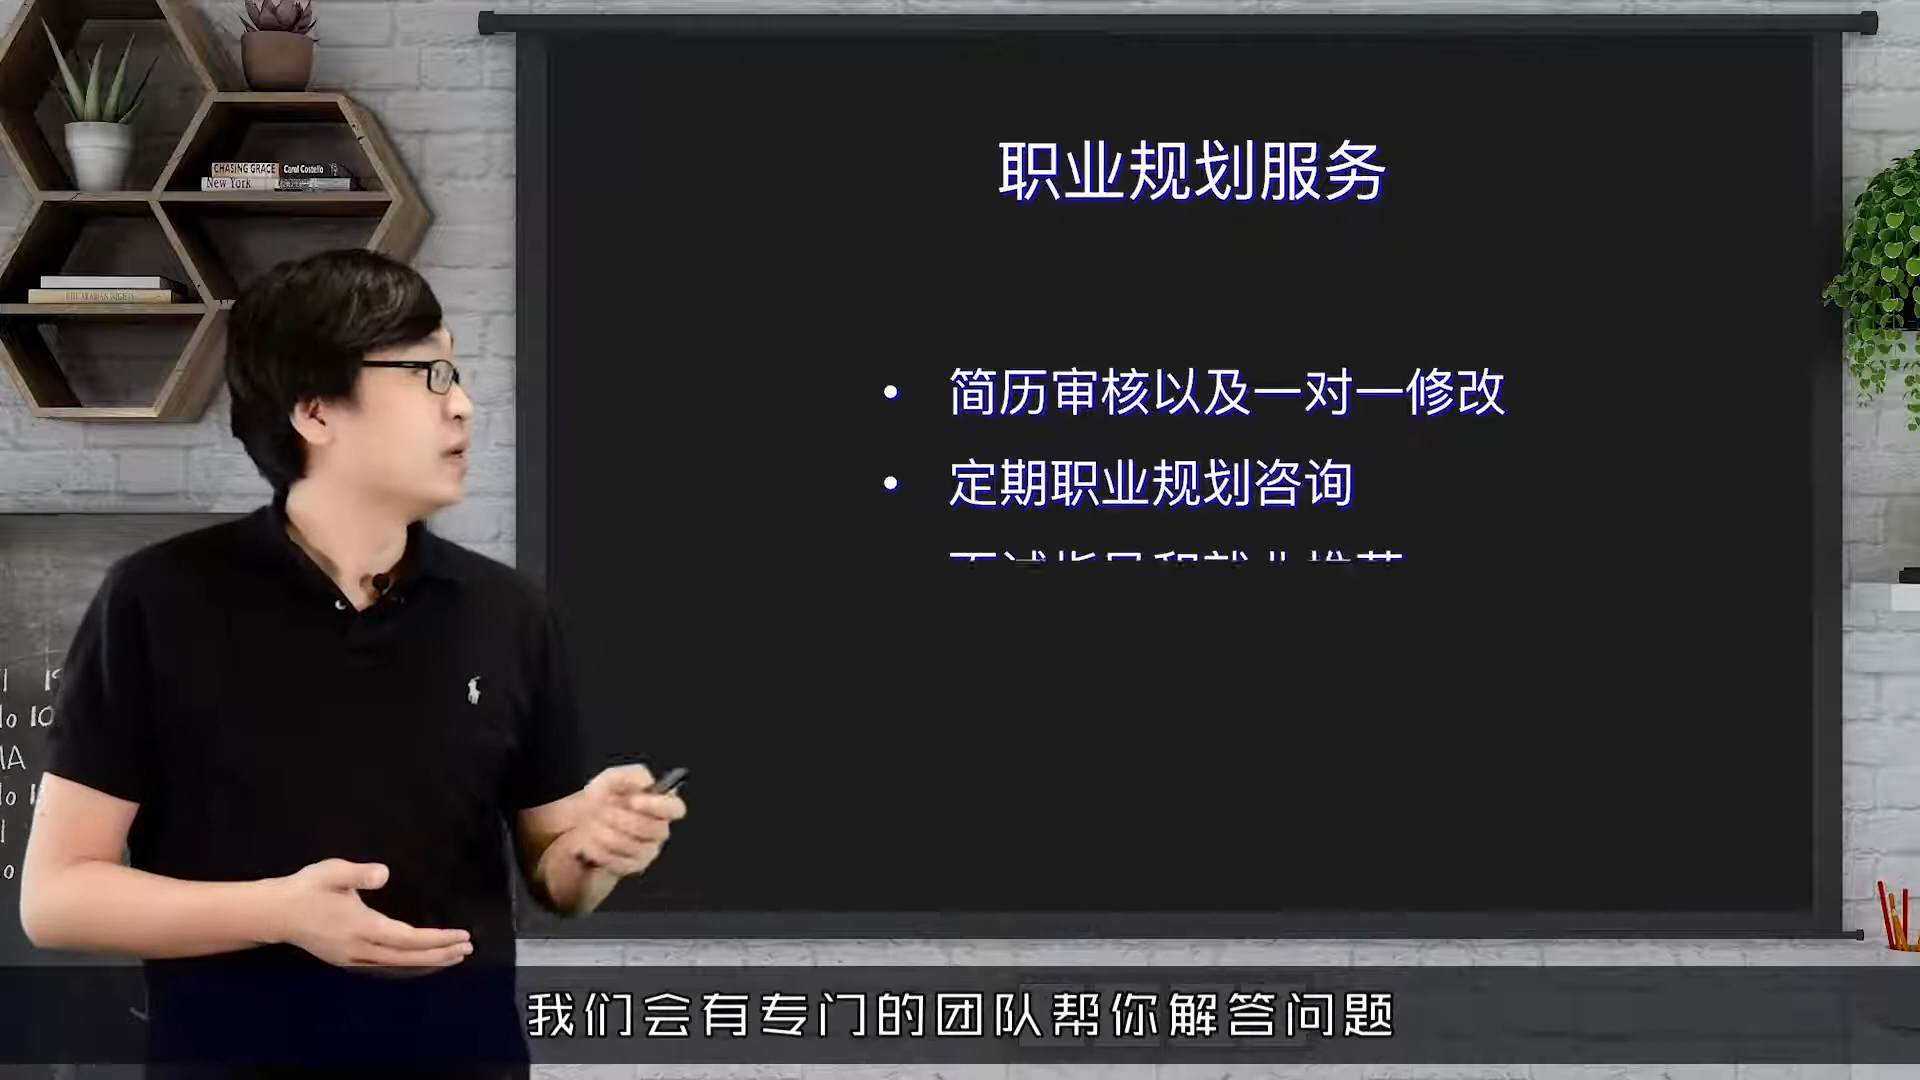 职业规划服务
• 简历审核以及一对一修改
• 定期职业规划咨询
CHASING GRACE Carol Costello
New York
我们会有专门的团队帮你解答问题